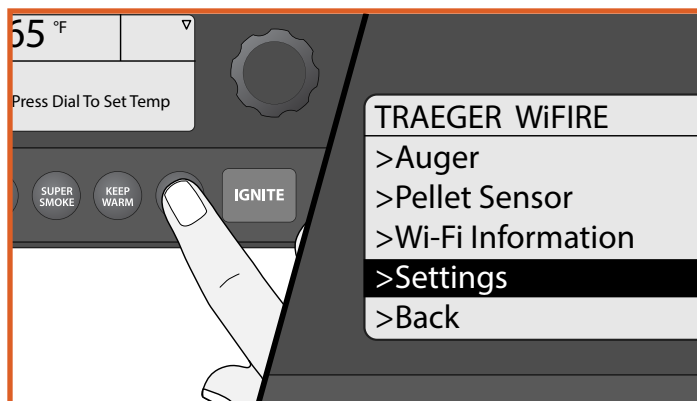 65 °F
Press Dial To Set Temp
SUPER
SMOKE
KEEP
WARM
IGNITE
TRAEGER WiFIRE
>Auger
>Pellet Sensor
>Wi-Fi Information
>Settings
>Back